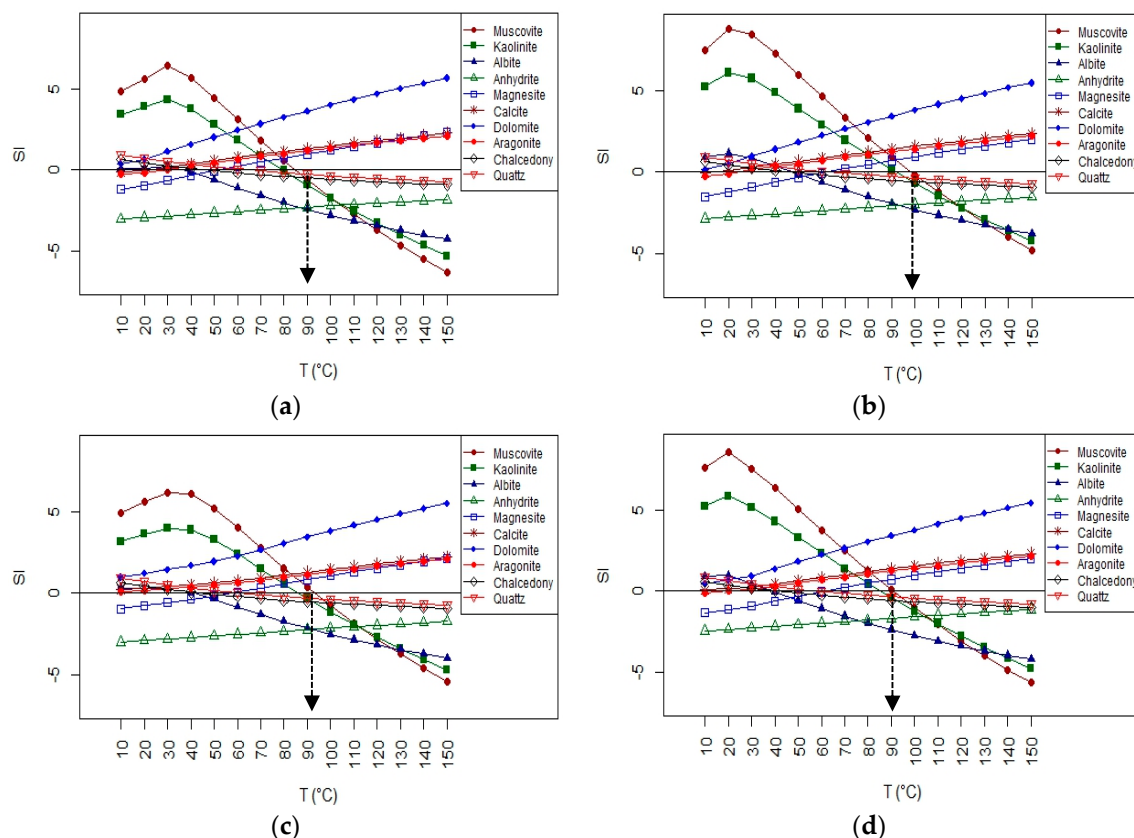 SI
5
0
-5
Muscovite
Kaolinite
Albite
Anhydrite
Magnesite
Calcite
Dolomite
Aragonite
Chalcedony
Quattz
10 20 30 40 50 60 70 80 90 100 110 120 130 140 150
T (°C)
(a)
SI
5
0
-5
Muscovite
Kaolinite
Albite
Anhydrite
Magnesite
Calcite
Dolomite
Aragonite
Chalcedony
Quattz
10 20 30 40 50 60 70 80 90 100 110 120 130 140 150
T (°C)
(b)
SI
5
0
-5
Muscovite
Kaolinite
Albite
Anhydrite
Magnesite
Calcite
Dolomite
Aragonite
Chalcedony
Quattz
10 20 30 40 50 60 70 80 90 100 110 120 130 140 150
T (°C)
(c)
SI
5
0
-5
Muscovite
Kaolinite
Albite
Anhydrite
Magnesite
Calcite
Dolomite
Aragonite
Chalcedony
Quattz
10 20 30 40 50 60 70 80 90 100 110 120 130 140 150
T (°C)
(d)